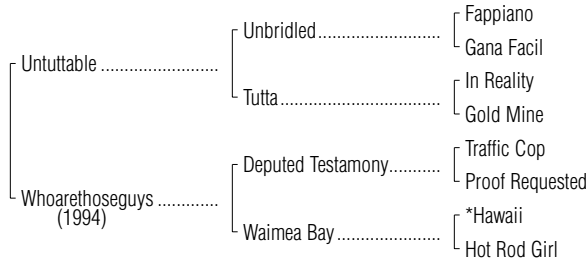 Fappiano
Unbridled
Gana Facil
Untuttable
In Reality
Tutta
Gold Mine
Traffic Cop
Deputed Testamony
Proof Requested
Whoarethoseguys
(1994)
*Hawaii
Waimea Bay
Hot Rod Girl